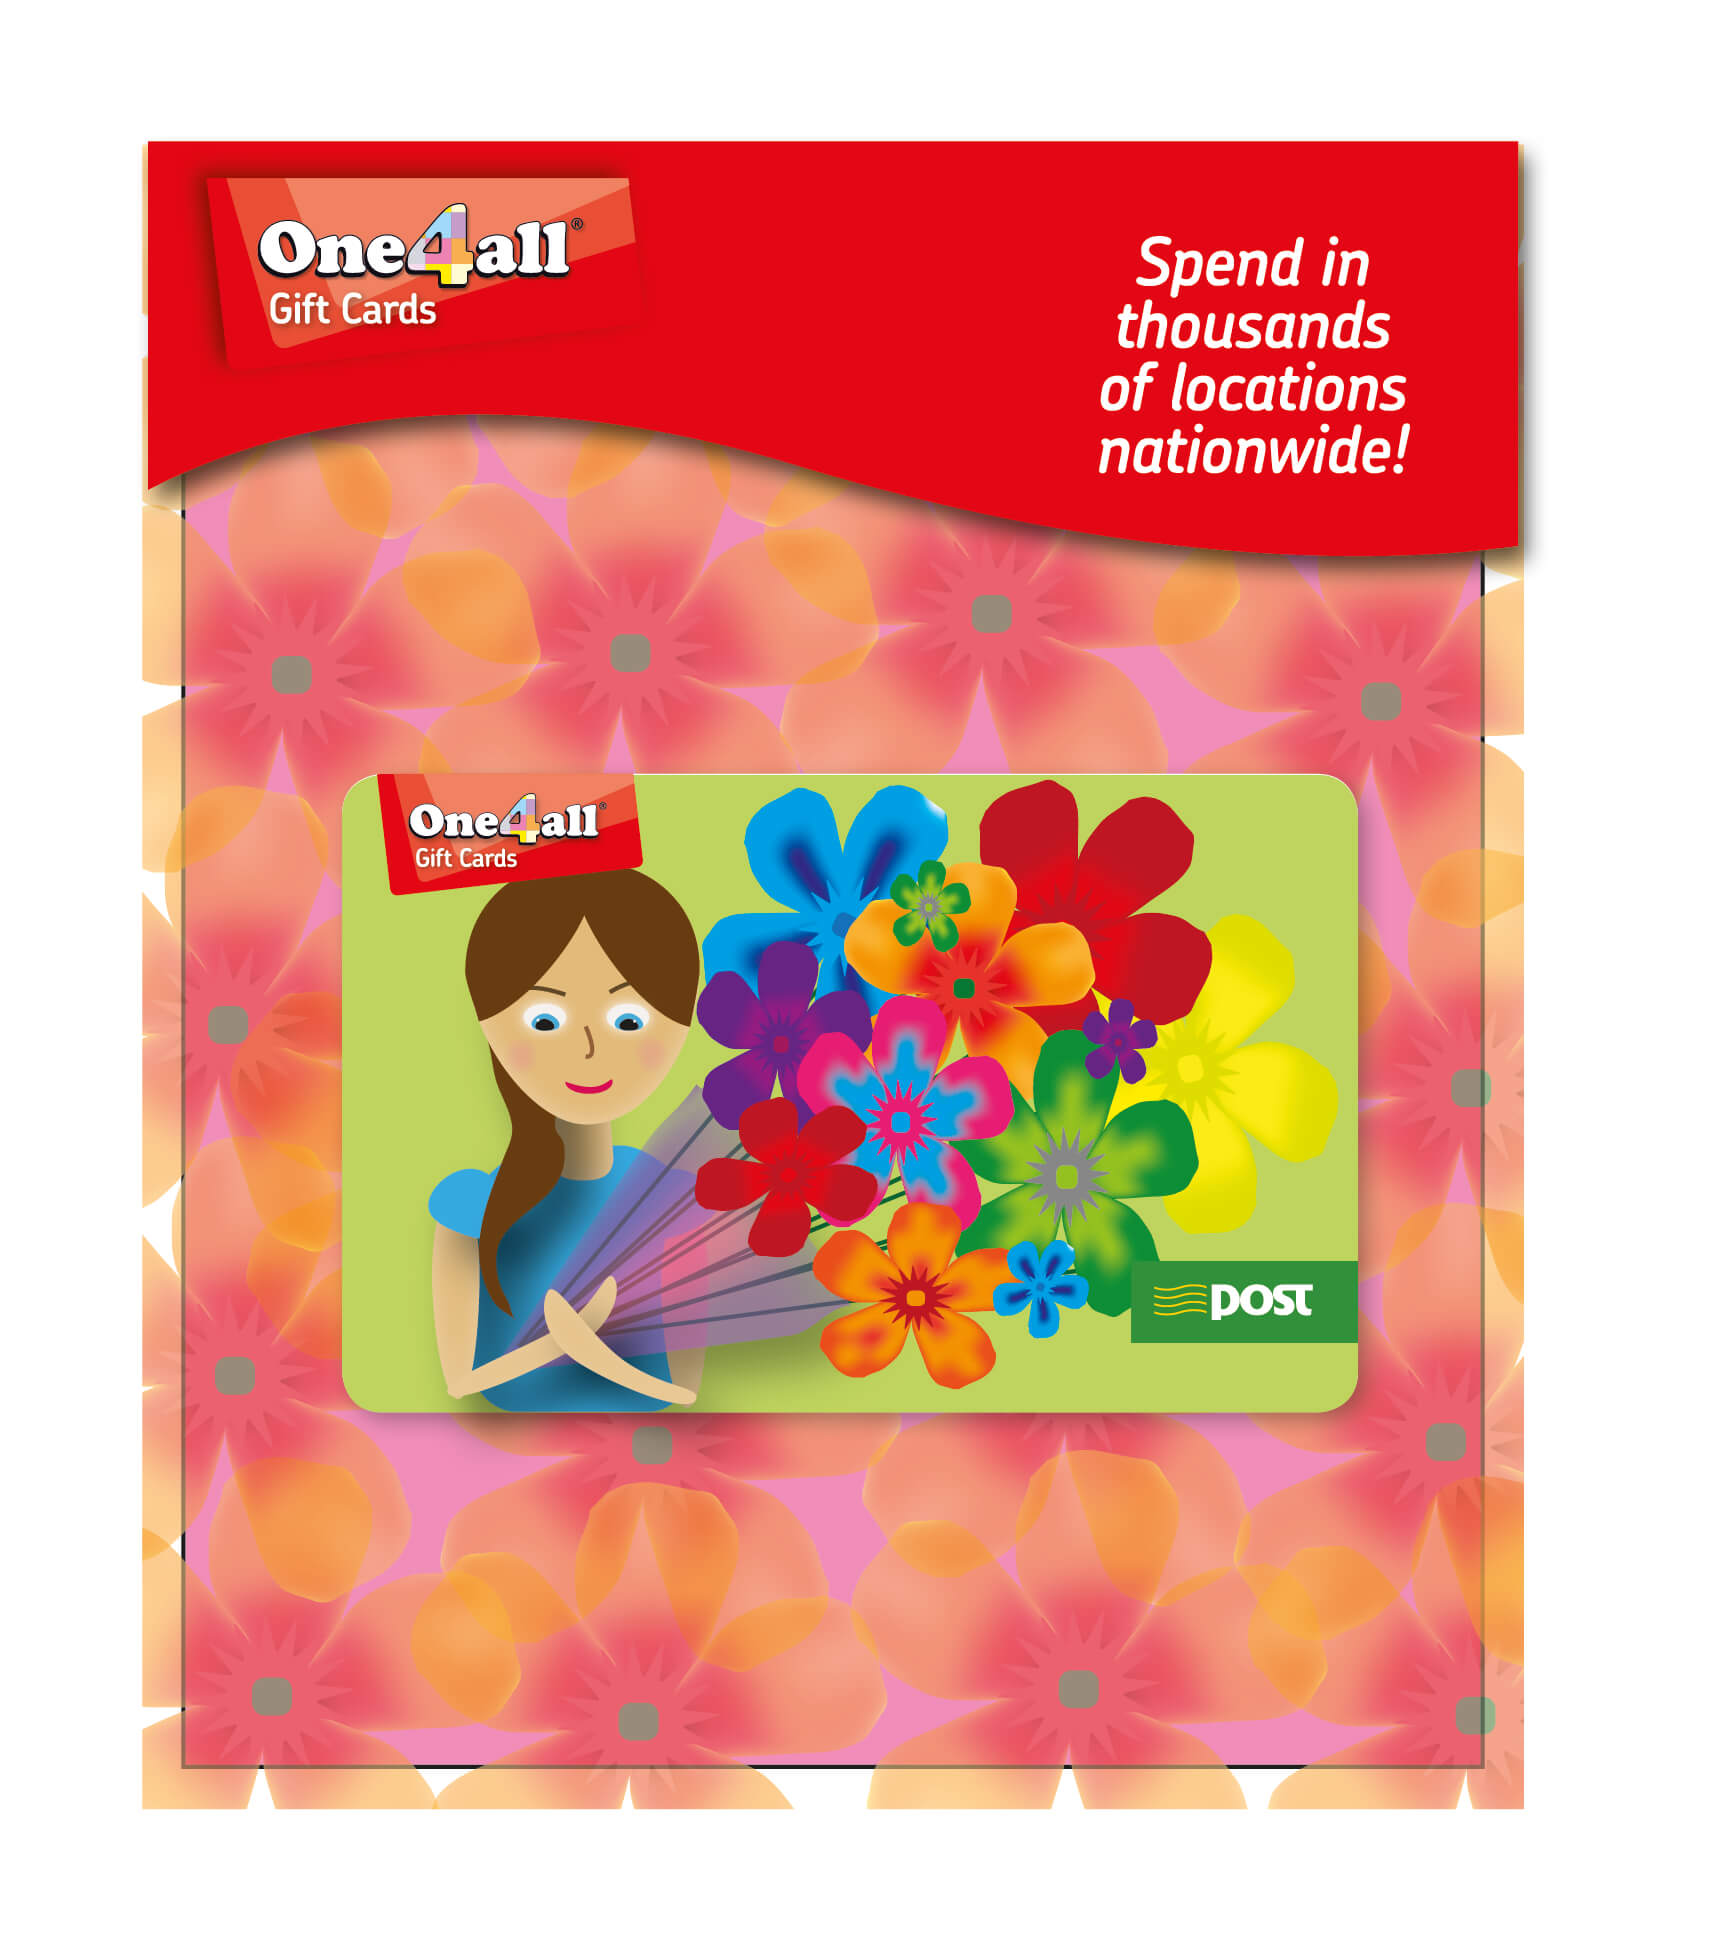 One4all®
Gift Cards
Spend in
thousands
of locations
nationwide!
One4all®
Gift Cards
post